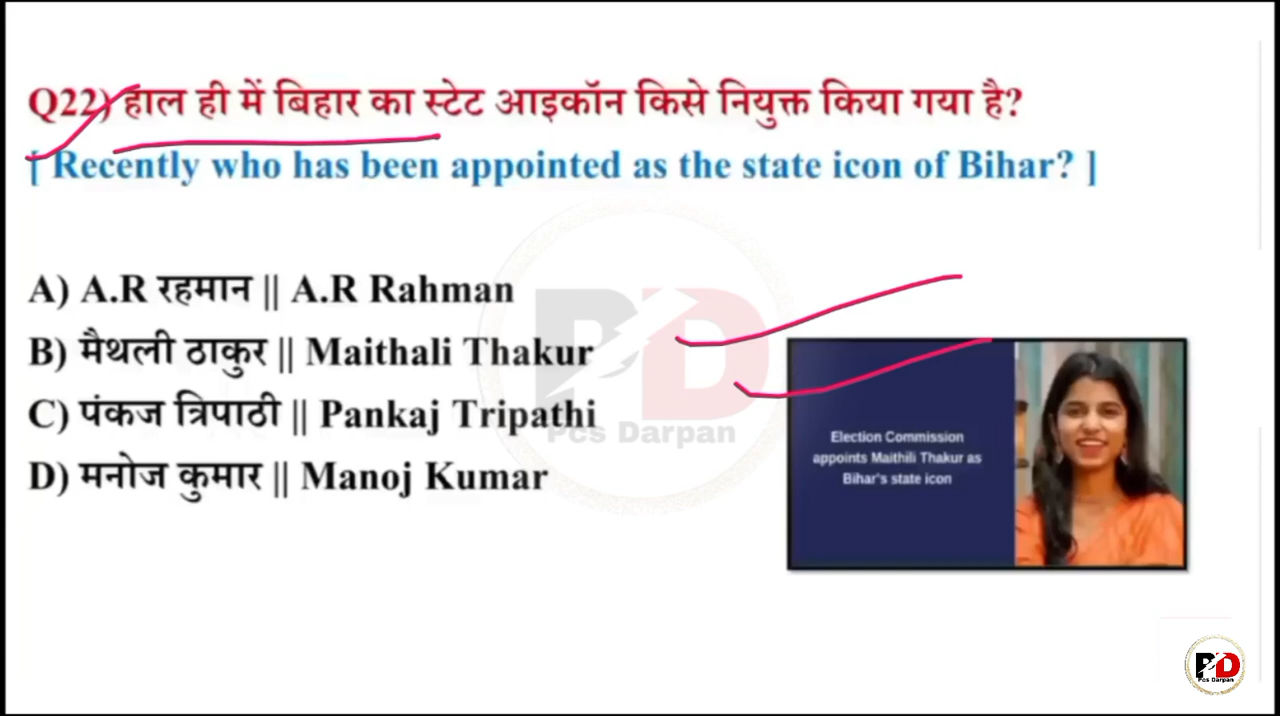 Q22) हाल ही में बिहार का स्टेट आइकॉन किसे नियुक्त किया गया है?
[ Recently who has been appointed as the state icon of Bihar? ]
A) A.R रहमान || A.R Rahman
B) मैथली ठाकुर || Maithali Thakur
C) पंकज त्रिपाठी || Pankaj Tripathi
D) मनोज कुमार || Manoj Kumar
PD
Pcs Darpan
Election Commission
appoints Maithili Thakur as
Bihar's state icon
PD
Pcs Darpan